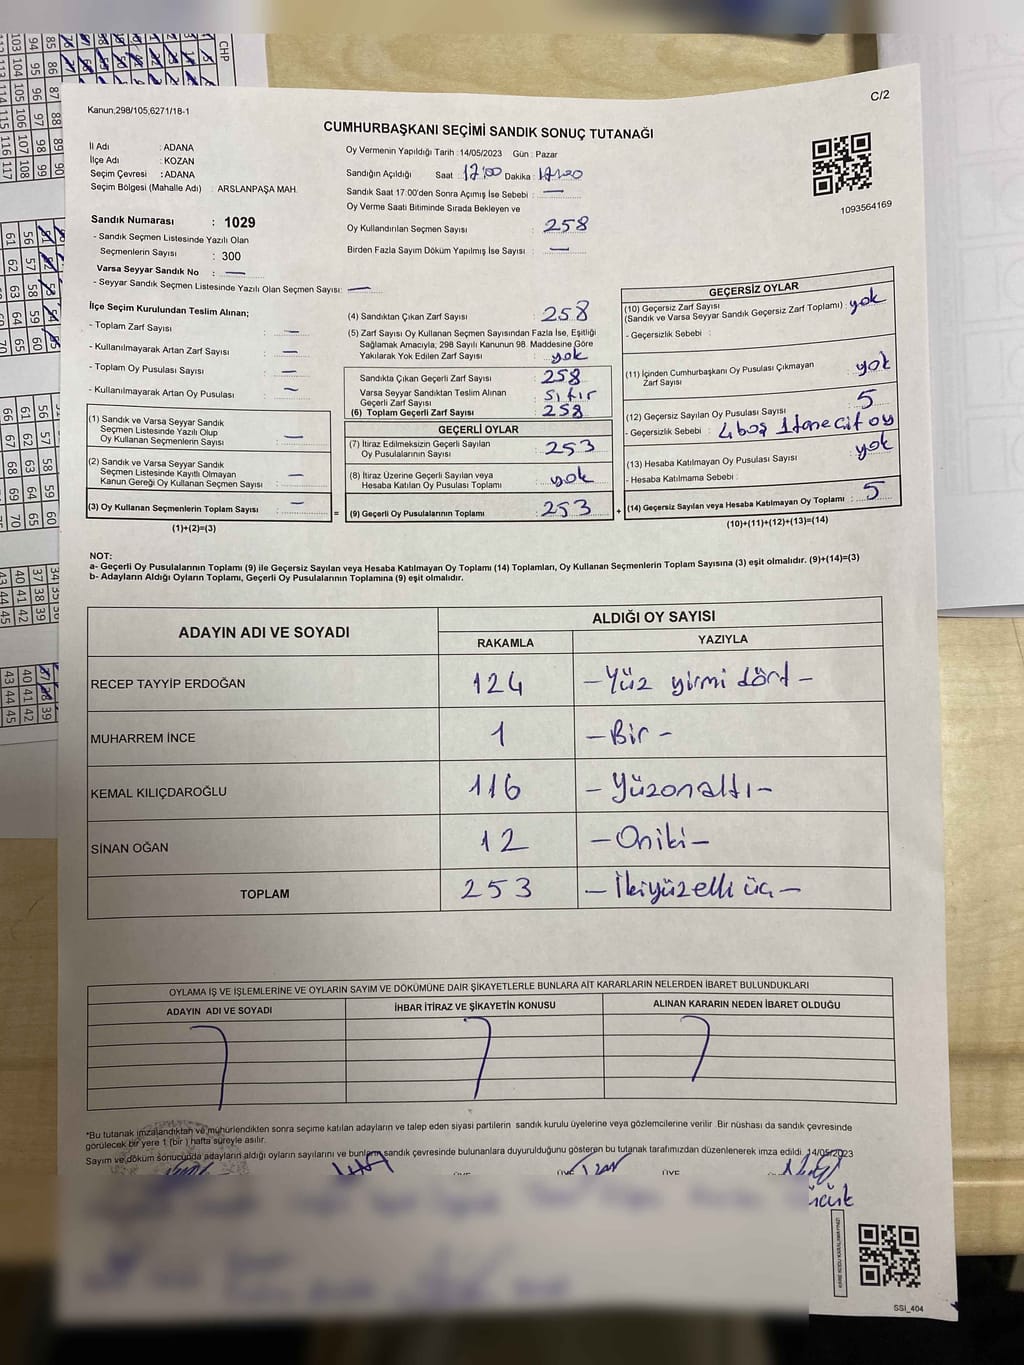 CHP
Kanun;298/105,6271/18-1
C/2
CUMHURBAŞKANI SEÇİMİ SANDIK SONUÇ TUTANAĞI
İl Adı : ADANA
İlçe Adı : KOZAN
Seçim Çevresi : ADANA
Seçim Bölgesi (Mahalle Adı) : ARSLANPAŞA MAH.
Sandık Numarası : 1029
- Sandık Seçmen Listesinde Yazılı Olan
Seçmenlerin Sayısı : 300
Varsa Seyyar Sandık No : —
- Seyyar Sandık Seçmen Listesinde Yazılı Olan Seçmen Sayısı: —
Oy Vermenin Yapıldığı Tarih : 14/05/2023 Gün : Pazar
Sandığın Açıldığı Saat : 17:00 Dakika :
Sandık Saat 17:00'den Sonra Açımış İse Sebebi : —
Oy Verme Saati Bitiminde Sırada Bekleyen ve
Oy Kullandırılan Seçmen Sayısı : 258
Birden Fazla Sayım Döküm Yapılmış İse Sayısı : —
1093564169
İlçe Seçim Kurulundan Teslim Alınan;
- Toplam Zarf Sayısı : —
- Kullanılmayarak Artan Zarf Sayısı : —
- Toplam Oy Pusulası Sayısı : —
- Kullanılmayarak Artan Oy Pusulası : —
(1) Sandık ve Varsa Seyyar Sandık
Seçmen Listesinde Yazılı Olup
Oy Kullanan Seçmenlerin Sayısı : —
(2) Sandık ve Varsa Seyyar Sandık
Seçmen Listesinde Kayıtlı Olmayan
Kanun Gereği Oy Kullanan Seçmen Sayısı : —
(3) Oy Kullanan Seçmenlerin Toplam Sayısı : —
(1)+(2)=(3)
(4) Sandıktan Çıkan Zarf Sayısı : 258
(5) Zarf Sayısı Oy Kullanan Seçmen Sayısından Fazla İse, Eşitliği
Sağlamak Amacıyla; 298 Sayılı Kanunun 98. Maddesine Göre
Yakılarak Yok Edilen Zarf Sayısı : yok
Sandıkta Çıkan Geçerli Zarf Sayısı : 258
Varsa Seyyar Sandıktan Teslim Alınan
Geçerli Zarf Sayısı : Sıfır
(6) Toplam Geçerli Zarf Sayısı : 258
GEÇERLİ OYLAR
(7) İtiraz Edilmeksizin Geçerli Sayılan
Oy Pusulalarının Sayısı : 253
(8) İtiraz Üzerine Geçerli Sayılan veya
Hesaba Katılan Oy Pusulası Toplamı : yok
= (9) Geçerli Oy Pusulalarının Toplamı : 253
GEÇERSİZ OYLAR
(10) Geçersiz Zarf Sayısı
(Sandık ve Varsa Seyyar Sandık Geçersiz Zarf Toplamı) : yok
- Geçersizlik Sebebi :
(11) İçinden Cumhurbaşkanı Oy Pusulası Çıkmayan
Zarf Sayısı : yok
(12) Geçersiz Sayılan Oy Pusulası Sayısı : 5
- Geçersizlik Sebebi : 4 boş 1 tane çift oy
(13) Hesaba Katılmayan Oy Pusulası Sayısı : yok
- Hesaba Katılmama Sebebi :
+ (14) Geçersiz Sayılan veya Hesaba Katılmayan Oy Toplamı : 5
(10)+(11)+(12)+(13)=(14)
NOT:
a- Geçerli Oy Pusulalarının Toplamı (9) ile Geçersiz Sayılan veya Hesaba Katılmayan Oy Toplamı (14) Toplamları, Oy Kullanan Seçmenlerin Toplam Sayısına (3) eşit olmalıdır. (9)+(14)=(3)
b- Adayların Aldığı Oyların Toplamı, Geçerli Oy Pusulalarının Toplamına (9) eşit olmalıdır.
ADAYIN ADI VE SOYADI ALDIĞI OY SAYISI
RAKAMLA YAZIYLA
RECEP TAYYİP ERDOĞAN 124 - Yüz yirmi dört -
MUHARREM İNCE 1 - Bir -
KEMAL KILIÇDAROĞLU 116 - Yüzonaltı -
SİNAN OĞAN 12 - Oniki -
TOPLAM 253 - İkiyüzelli üç -
OYLAMA İŞ VE İŞLEMLERİNE VE OYLARIN SAYIM VE DÖKÜMÜNE DAİR ŞİKAYETLERLE BUNLARA AİT KARARLARIN NELERDEN İBARET BULUNDUKLARI
ADAYIN ADI VE SOYADI İHBAR İTİRAZ VE ŞİKAYETİN KONUSU ALINAN KARARIN NEDEN İBARET OLDUĞU
*Bu tutanak imzalandıktan ve mühürlendikten sonra seçime katılan adayların ve talep eden siyasi partilerin sandık kurulu üyelerine veya gözlemcilerine verilir. Bir nüshası da sandık çevresinde
görülecek bir yere 1 (bir ) hafta süreyle asılır.
Sayım ve döküm sonucunda adayların aldığı oyların sayılarını ve bunların sandık çevresinde bulunanlara duyurulduğunu gösteren bu tutanak tarafımızdan düzenlenerek imza edildi. 14/05/2023
SSI_404